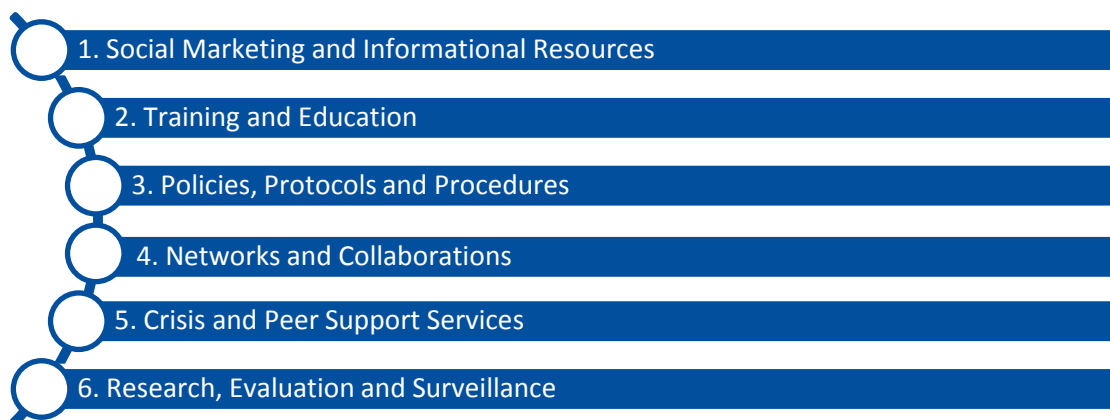 1. Social Marketing and Informational Resources
2. Training and Education
3. Policies, Protocols and Procedures
4. Networks and Collaborations
5. Crisis and Peer Support Services
6. Research, Evaluation and Surveillance